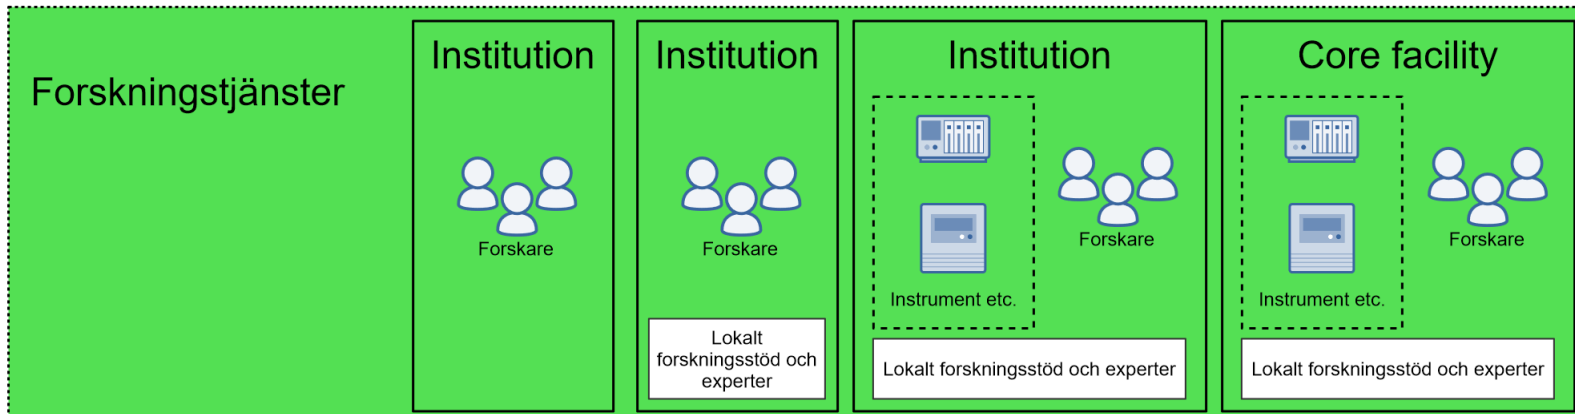 Forskningstjänster
Institution
Forskare
Institution
Forskare
Lokalt
forskningsstöd och
experter
Institution
Instrument etc.
Forskare
Lokalt forskningsstöd och experter
Core facility
Instrument etc.
Forskare
Lokalt forskningsstöd och experter